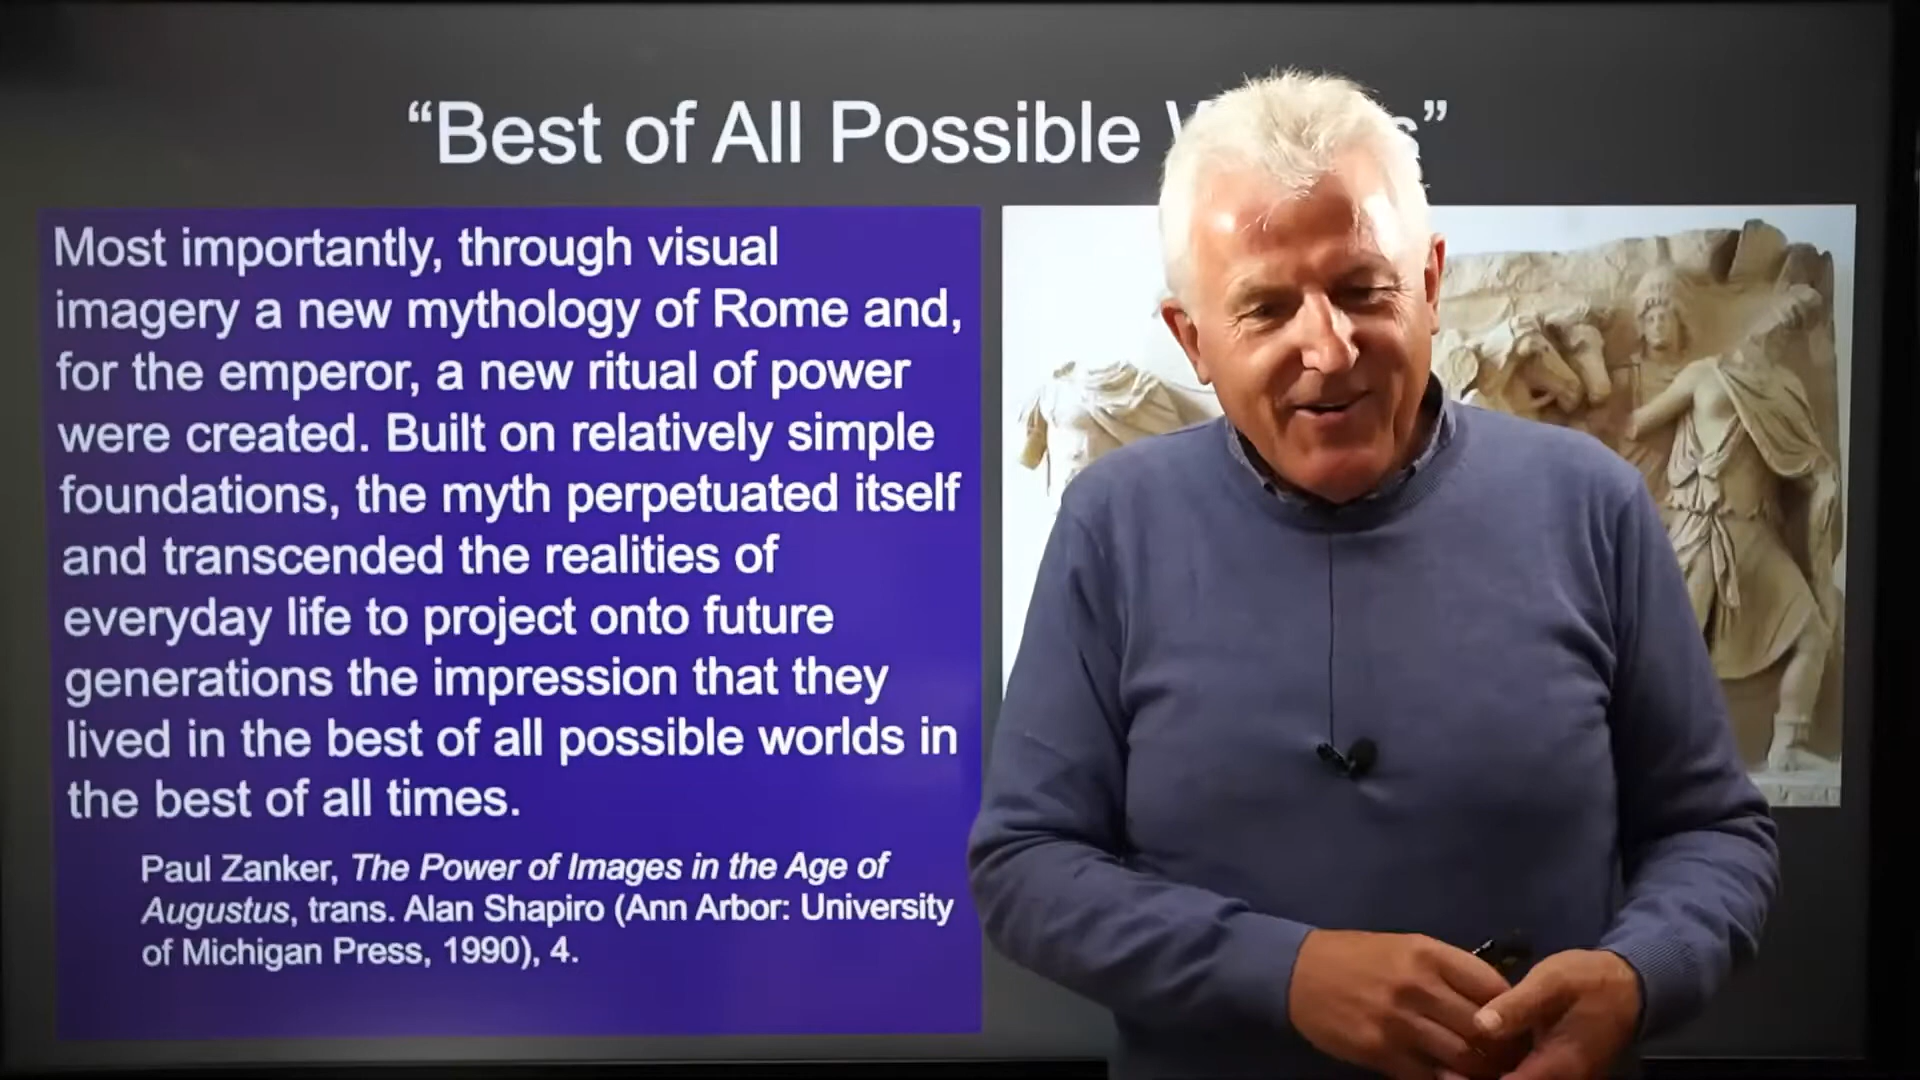 “Best of All Possible
Most importantly, through visual
imagery a new mythology of Rome and,
for the emperor, a new ritual of power
were created. Built on relatively simple
foundations, the myth perpetuated itself
and transcended the realities of
everyday life to project onto future
generations the impression that they
lived in the best of all possible worlds in
the best of all times.
Paul Zanker, The Power of Images in the Age of
Augustus, trans. Alan Shapiro (Ann Arbor: University
of Michigan Press, 1990), 4.